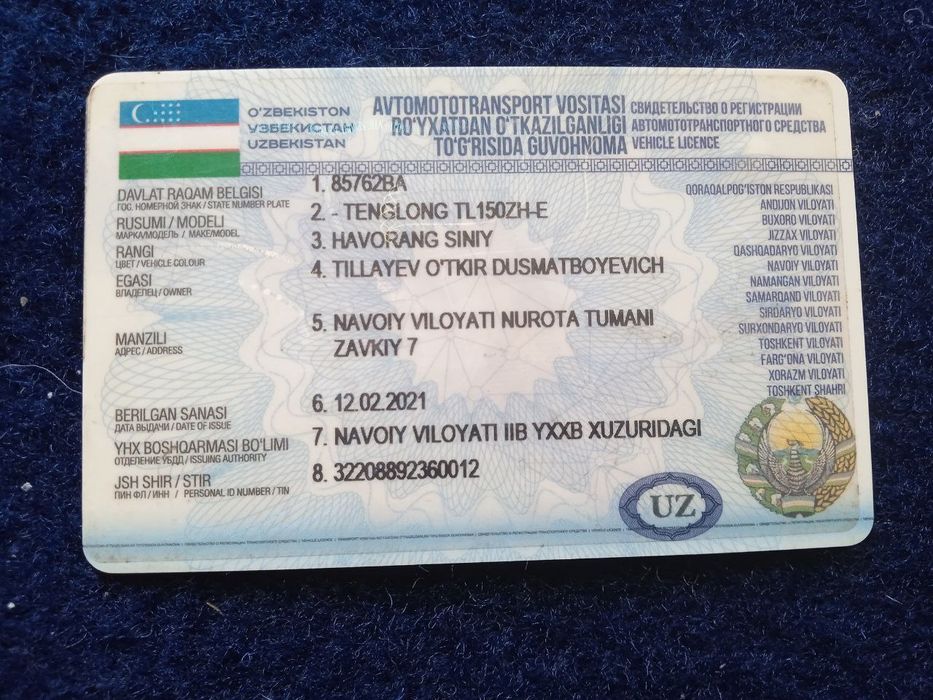 O'ZBEKISTON
УЗБЕКИСТАН
UZBEKISTAN
AVTOMOTOTRANSPORT VOSITASI
RO'YXATDAN O'TKAZILGANLIGI
TO'G'RISIDA GUVOHNOMA
СВИДЕТЕЛЬСТВО О РЕГИСТРАЦИИ
АВТОМОТОТРАНСПОРТНОГО СРЕДСТВА
VEHICLE LICENCE
DAVLAT RAQAM BELGISI
ГОС. НОМЕРНОЙ ЗНАК / STATE NUMBER PLATE
1. 85762BA
RUSUMI / MODELI
МАРКА/МОДЕЛЬ / MAKE/MODEL
2. - TENGLONG TL150ZH-E
RANGI
ЦВЕТ / VEHICLE COLOUR
3. HAVORANG SINIY
EGASI
ВЛАДЕЛЕЦ / OWNER
4. TILLAYEV O'TKIR DUSMATBOYEVICH
MANZILI
АДРЕС / ADDRESS
5. NAVOIY VILOYATI NUROTA TUMANI
ZAVKIY 7
BERILGAN SANASI
ДАТА ВЫДАЧИ / DATE OF ISSUE
6. 12.02.2021
YHX BOSHQARMASI BO'LIMI
ОТДЕЛЕНИЕ УБДД / ISSUING AUTHORITY
7. NAVOIY VILOYATI IIB YXXB XUZURIDAGI
JSH SHIR / STIR
ПИН ФЛ / ИНН / PERSONAL ID NUMBER / TIN
8. 32208892360012
QORAQALPOG'ISTON RESPUBLIKASI
ANDIJON VILOYATI
BUXORO VILOYATI
JIZZAX VILOYATI
QASHQADARYO VILOYATI
NAVOIY VILOYATI
NAMANGAN VILOYATI
SAMARQAND VILOYATI
SIRDARYO VILOYATI
SURXONDARYO VILOYATI
TOSHKENT VILOYATI
FARG'ONA VILOYATI
XORAZM VILOYATI
TOSHKENT SHAHRI
UZ